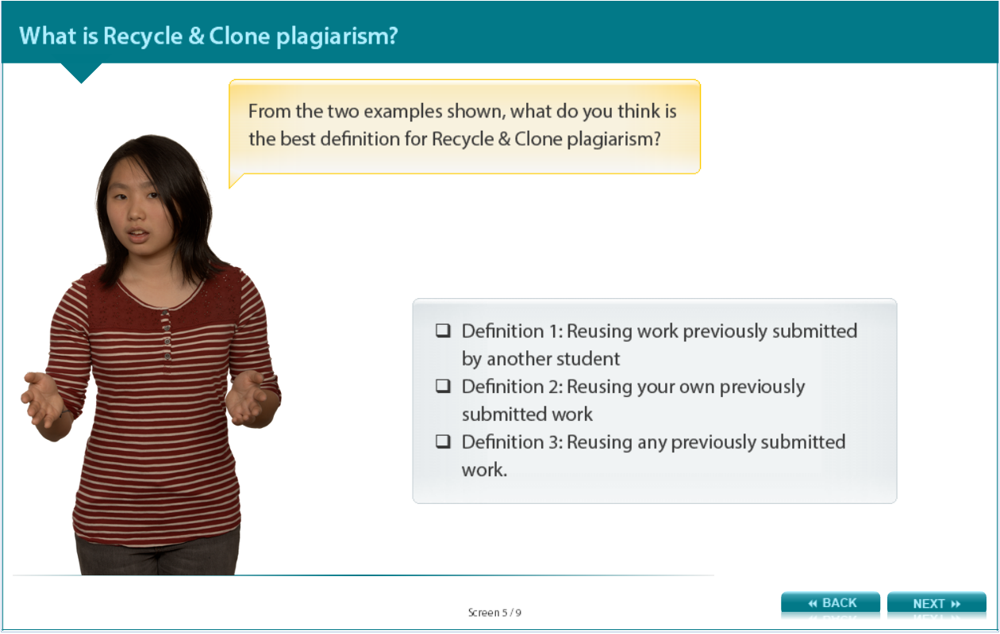 What is Recycle & Clone plagiarism?
From the two examples shown, what do you think is
the best definition for Recycle & Clone plagiarism?
❑ Definition 1: Reusing work previously submitted
by another student
❑ Definition 2: Reusing your own previously
submitted work
❑ Definition 3: Reusing any previously submitted
work.
Screen 5 / 9
BACK
NEXT